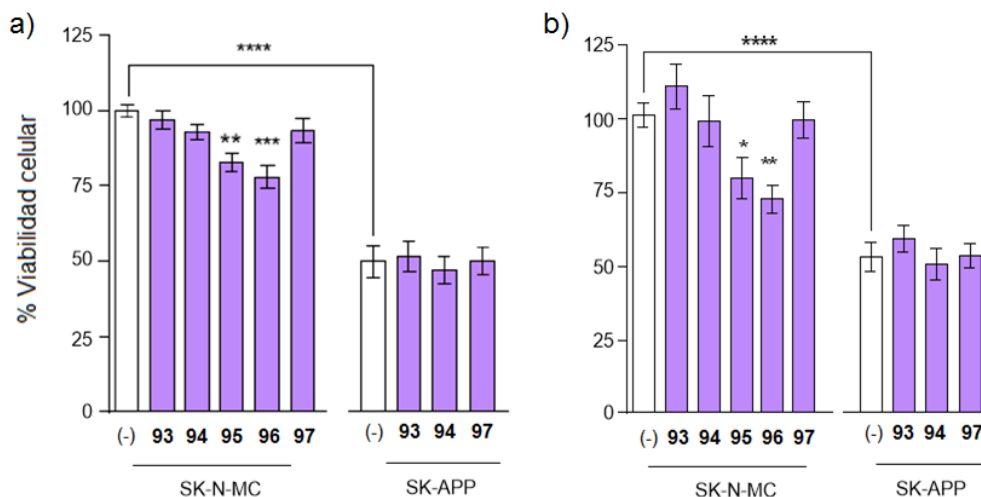 a)
% Viabilidad celular
125
100
75
50
25
0
****
** ***
(-) 93 94 95 96 97 (-) 93 94 97
SK-N-MC SK-APP
b)
125
100
75
50
25
0
****
* **
(-) 93 94 95 96 97 (-) 93 94 97
SK-N-MC SK-APP